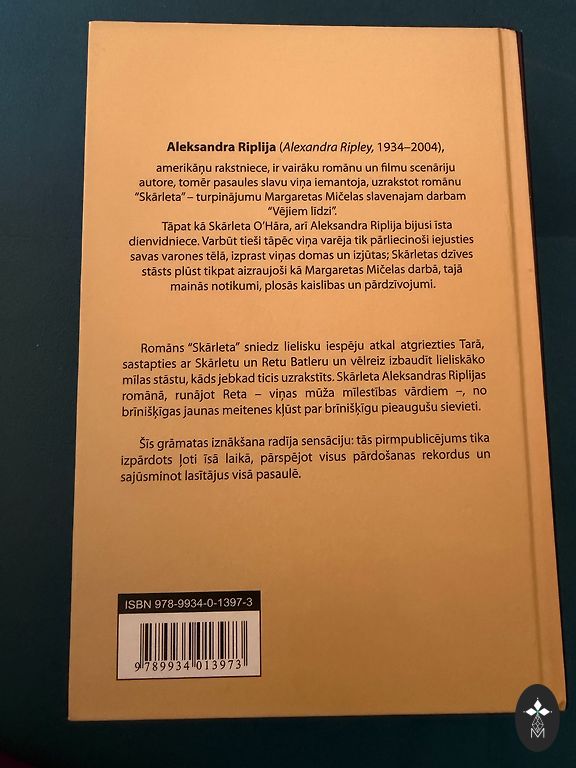 Aleksandra Riplija (Alexandra Ripley, 1934–2004),
amerikāņu rakstniece, ir vairāku romānu un filmu scenāriju
autore, tomēr pasaules slavu viņa iemantoja, uzrakstot romānu
“Skārleta” – turpinājumu Margaretas Mičelas slavenajam darbam
“Vējiem līdzi”.
Tāpat kā Skārleta O’Hāra, arī Aleksandra Riplija bijusi īsta
dienvidniece. Varbūt tieši tāpēc viņa varēja tik pārliecinoši iejusties
savas varones tēlā, izprast viņas domas un izjūtas; Skārletas dzīves
stāsts plūst tikpat aizraujoši kā Margaretas Mičelas darbā, tajā
mainās notikumi, plosās kaislības un pārdzīvojumi.
Romāns “Skārleta” sniedz lielisku iespēju atkal atgriezties Tarā,
sastapties ar Skārletu un Retu Batleru un vēlreiz izbaudīt lieliskāko
mīlas stāstu, kāds jebkad ticis uzrakstīts. Skārleta Aleksandras Riplijas
romānā, runājot Reta – viņas mūža mīlestības vārdiem –, no
brīnišķīgas jaunas meitenes kļūst par brīnišķīgu pieaugušu sievieti.
Šīs grāmatas iznākšana radīja sensāciju: tās pirmpublicējums tika
izpārdots ļoti īsā laikā, pārspējot visus pārdošanas rekordus un
sajūsminot lasītājus visā pasaulē.
ISBN 978-9934-0-1397-3
9 789934 013973
M